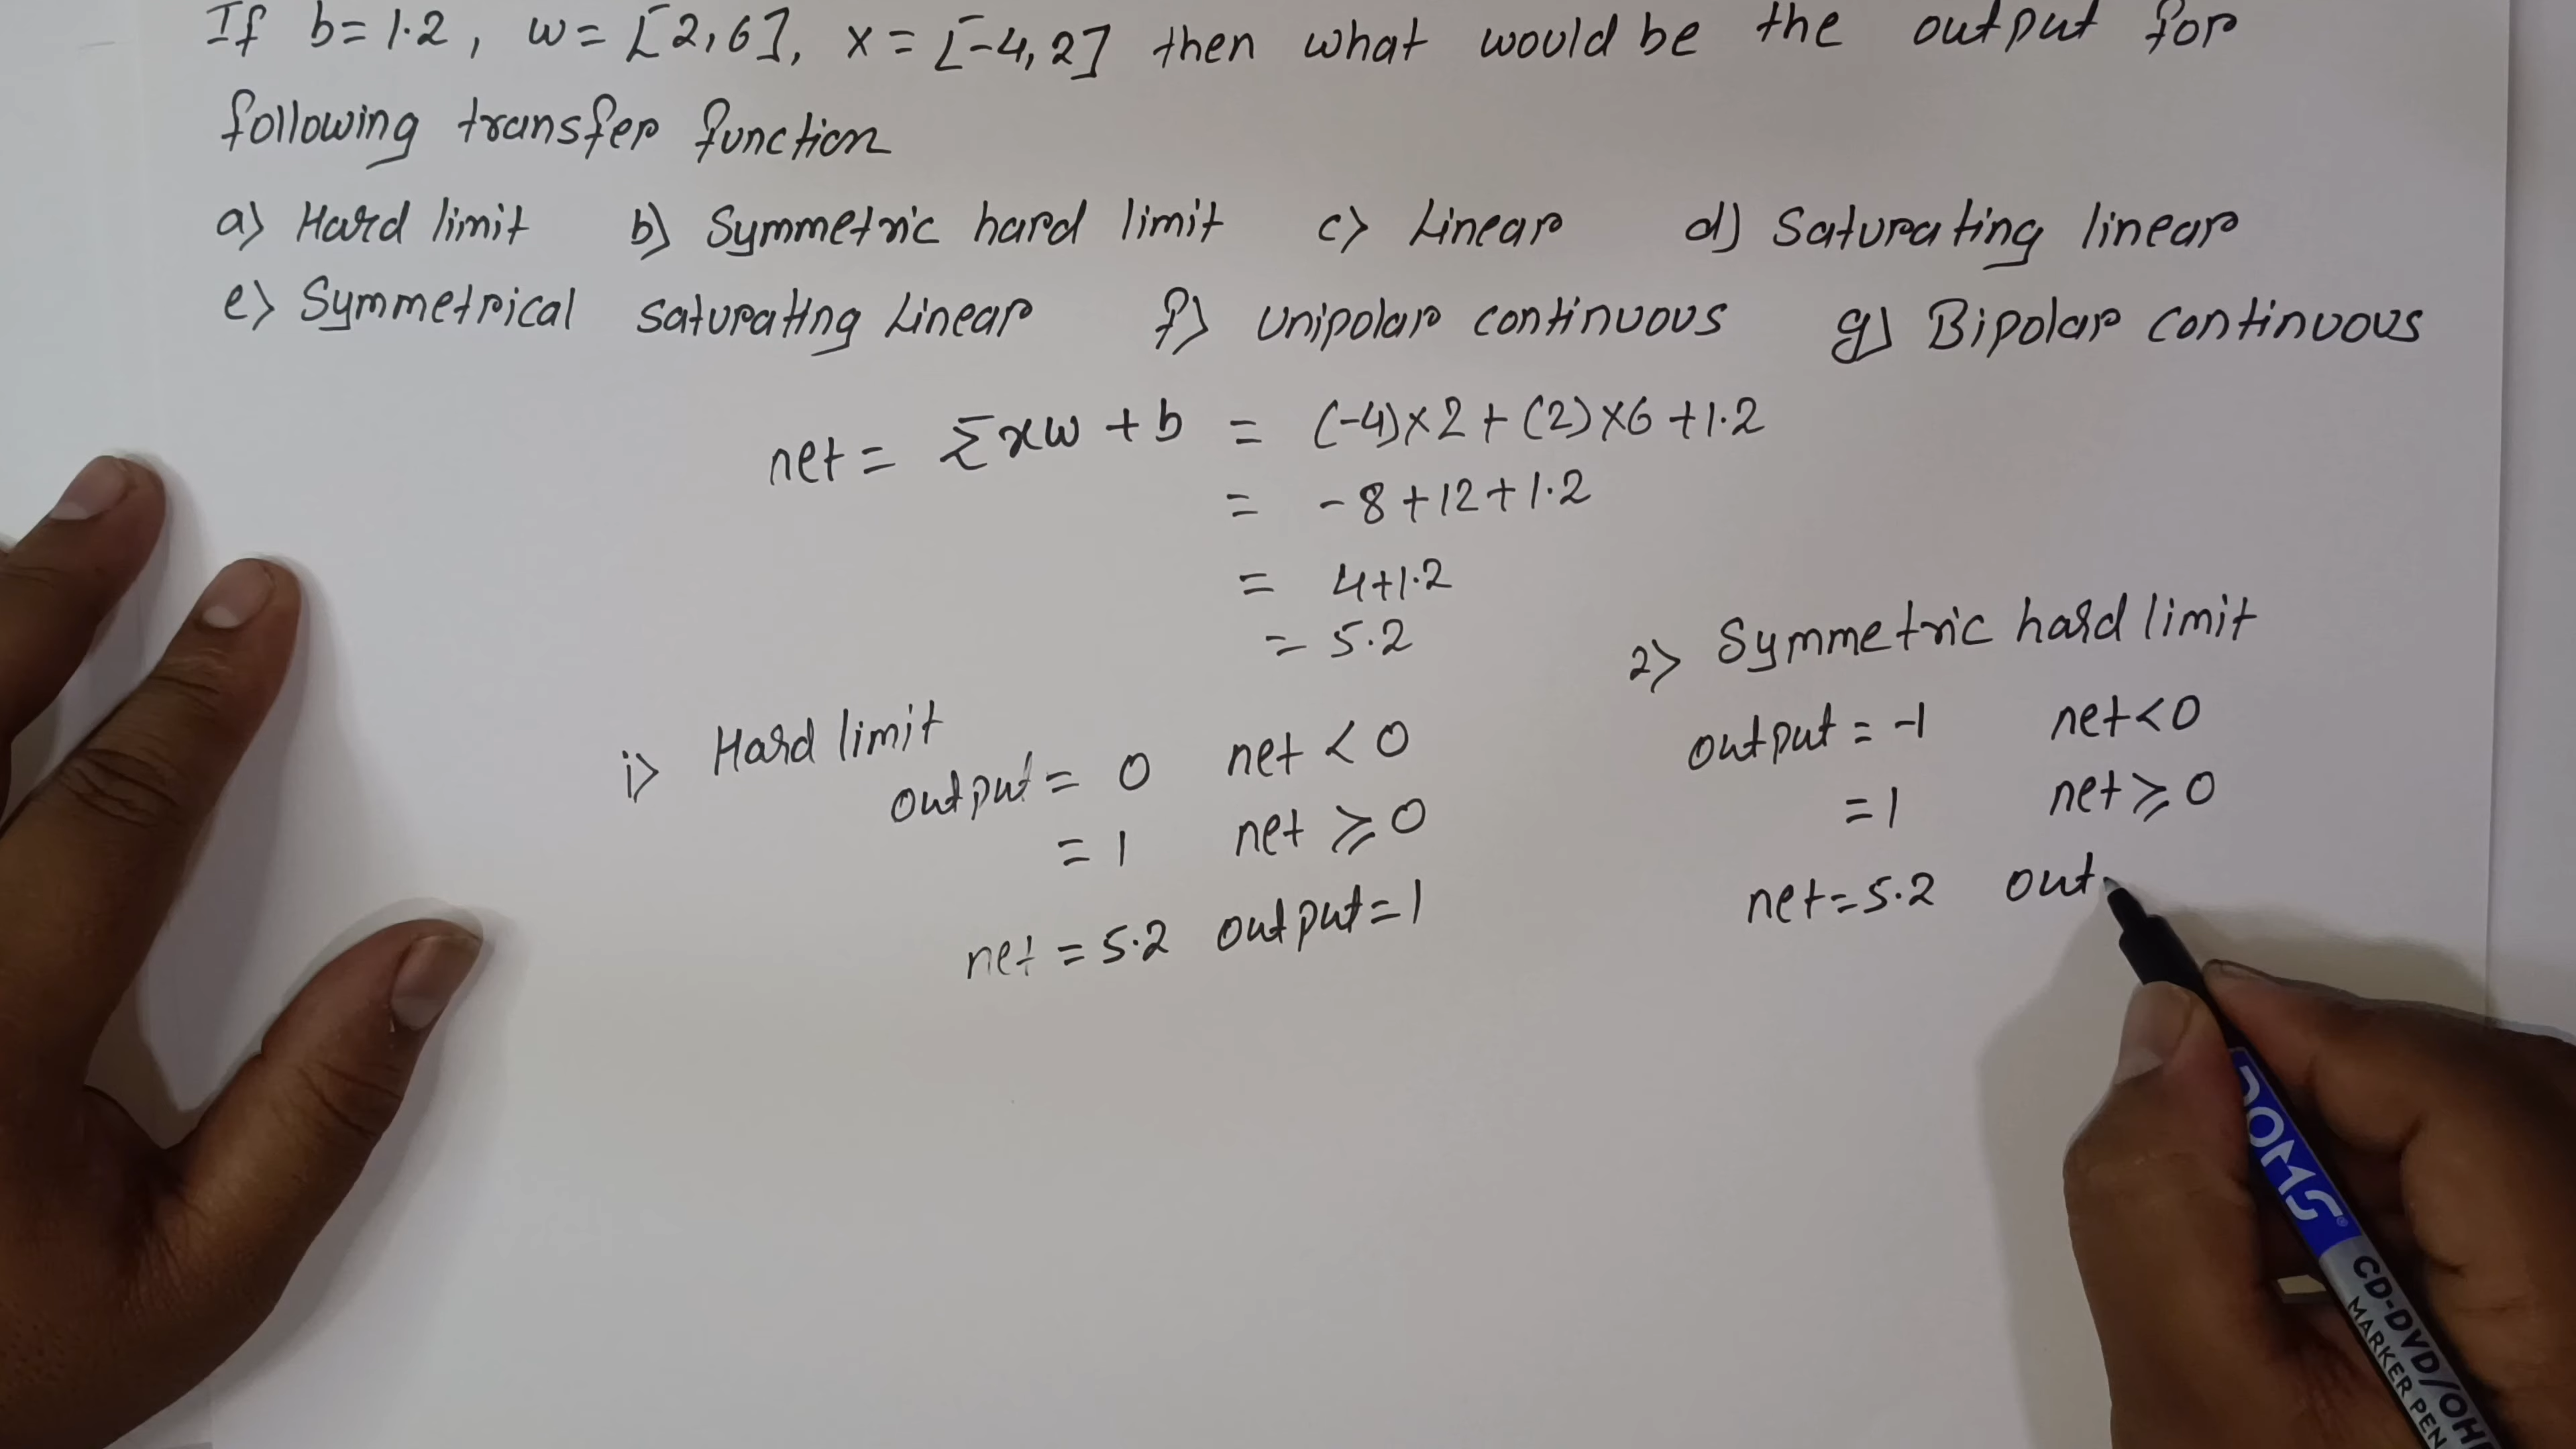 If b=1.2, w=[2,6], x=[-4,2] then what would be the output for
following transfer function
a) Hard limit b) Symmetric hard limit c) Linear d) Saturating linear
e) Symmetrical saturating Linear f) unipolar continuous g) Bipolar continuous
net = Σxw + b = (-4)×2 + (2)×6 +1.2
= -8+12+1.2
= 4+1.2
= 5.2
i) Hard limit
output = 0 net < 0
= 1 net ⩾ 0
net = 5.2 output=1
2) Symmetric hard limit
output = -1 net<0
=1 net⩾0
net=5.2 out
DOMS
CD-DVD/OH
MARKER PEN